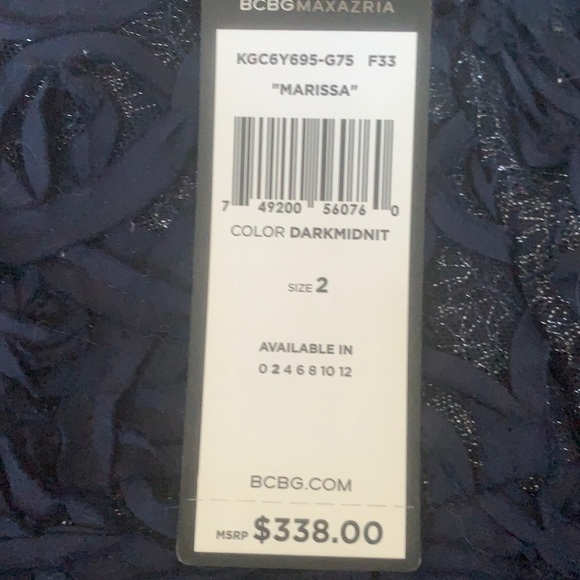 BCBGMAXAZRIA
KGC6Y695-G75 F33
"MARISSA"
7 49200 56076 0
COLOR DARKMIDNIT
SIZE 2
AVAILABLE IN
0 2 4 6 8 10 12
BCBG.COM
MSRP $338.00